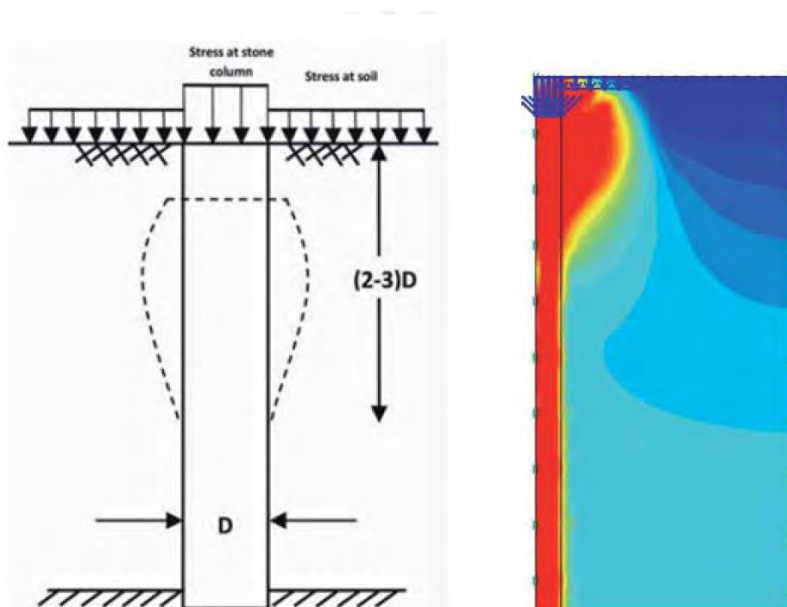 Stress at stone
column
Stress at soil
(2-3)D
D